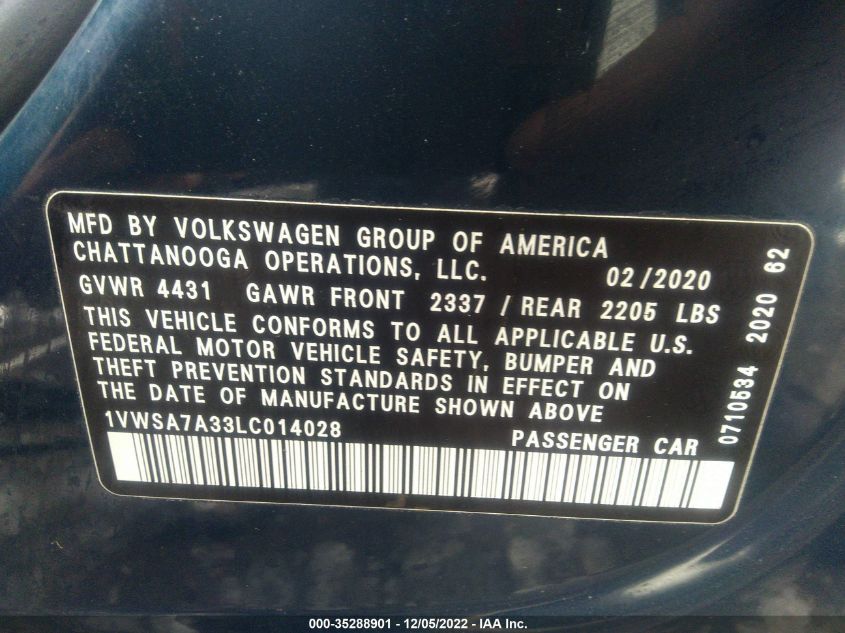 MFD BY VOLKSWAGEN GROUP OF AMERICA
CHATTANOOGA OPERATIONS, LLC. 02/2020
GVWR 4431 GAWR FRONT 2337 / REAR 2205 LBS
THIS VEHICLE CONFORMS TO ALL APPLICABLE U.S.
FEDERAL MOTOR VEHICLE SAFETY, BUMPER AND
THEFT PREVENTION STANDARDS IN EFFECT ON
THE DATE OF MANUFACTURE SHOWN ABOVE
1VWSA7A33LC014028 PASSENGER CAR
0710534 2020 62
000-35288901 - 12/05/2022 - IAA Inc.